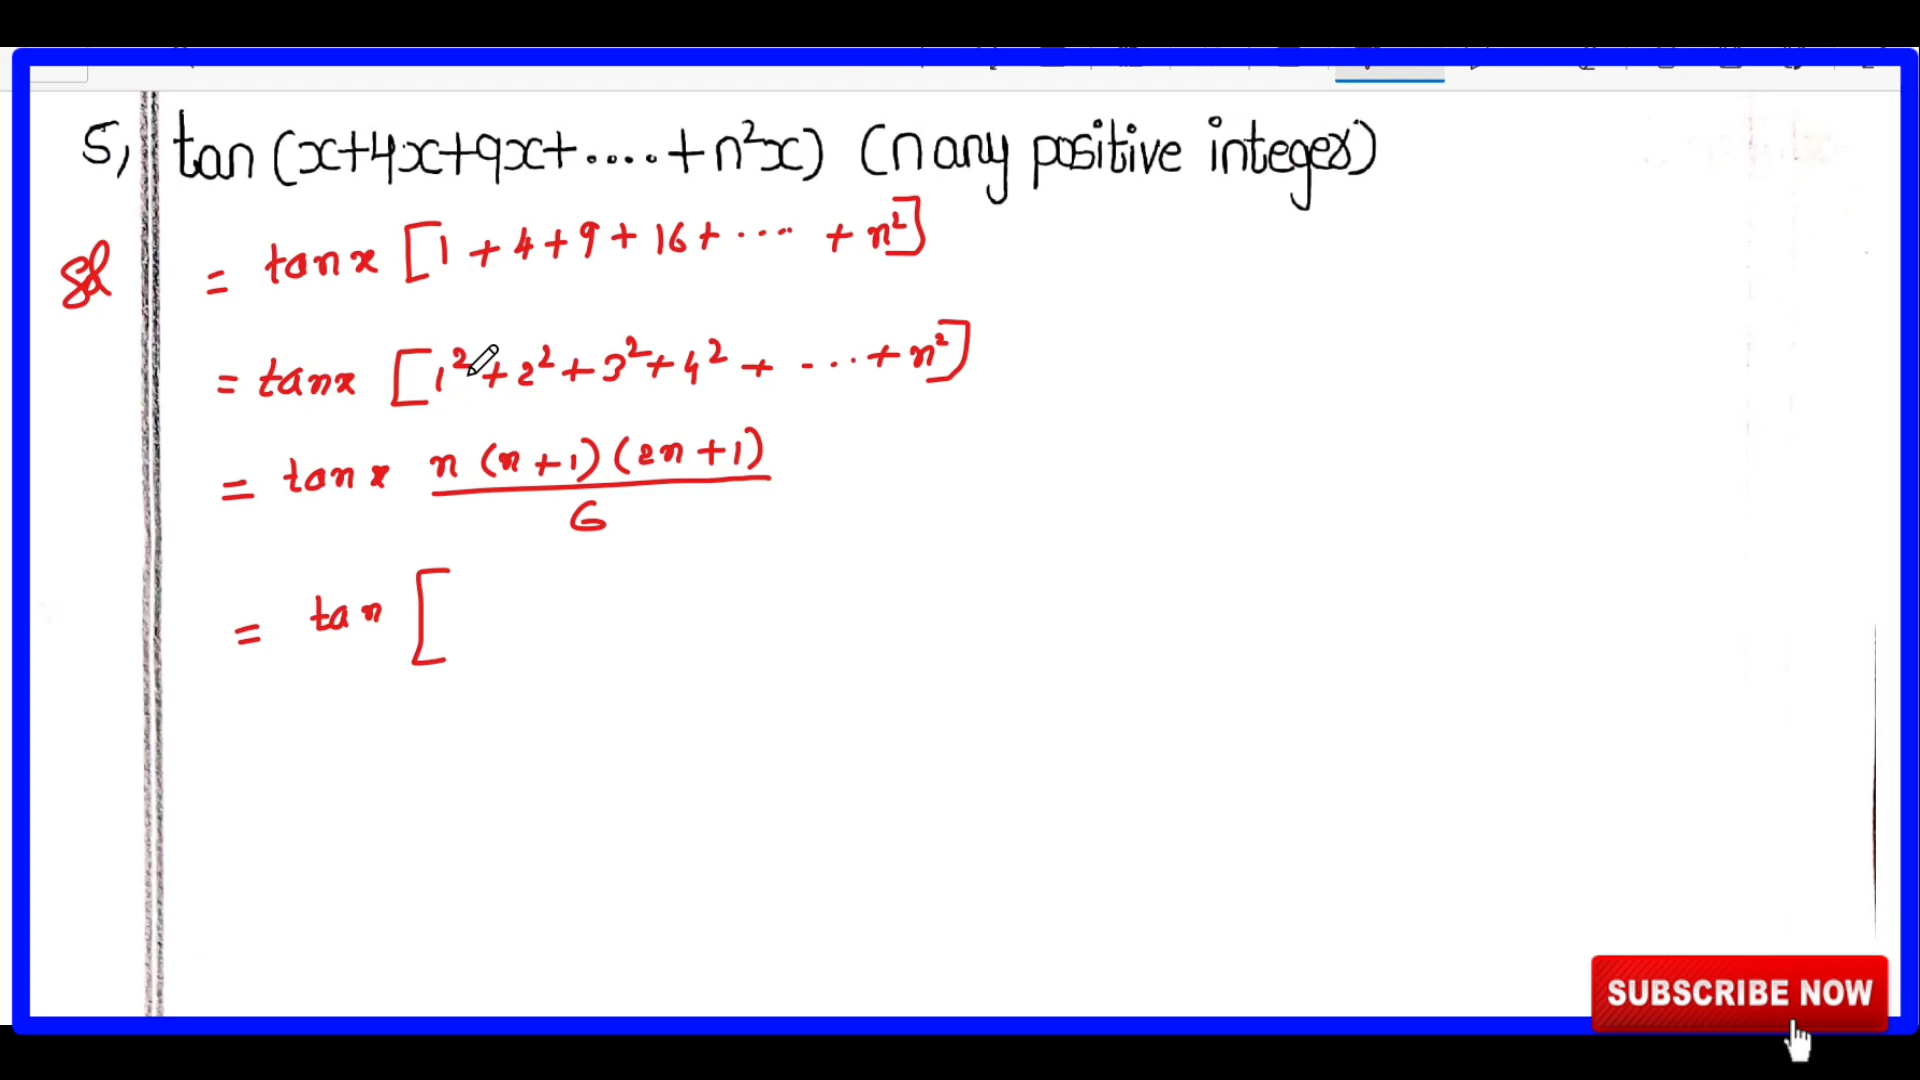 5, tan (x+4x+9x+....+n²x) (n any positive integer)
Sol = tan x [1 + 4 + 9 + 16 + .... + n²]
= tan x [1² + 2² + 3² + 4² + .... + n²]
= tan x n (n+1) (2n+1) / 6
= tan [
SUBSCRIBE NOW